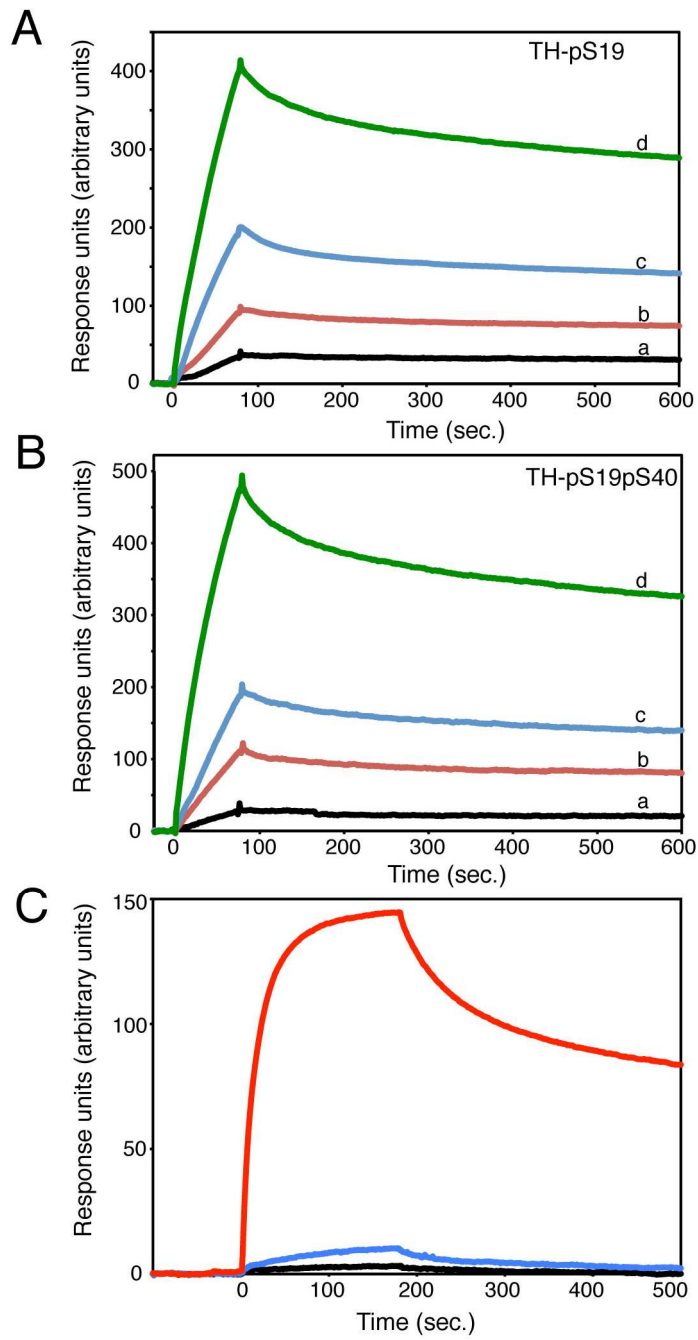 A
TH-pS19
Response units (arbitrary units)
400
300
200
100
0
d
c
b
a
0 100 200 300 400 500 600
Time (sec.)
B
TH-pS19pS40
Response units (arbitrary units)
500
400
300
200
100
0
d
c
b
a
0 100 200 300 400 500 600
Time (sec.)
C
Response units (arbitrary units)
150
100
50
0
0 100 200 300 400 500
Time (sec.)